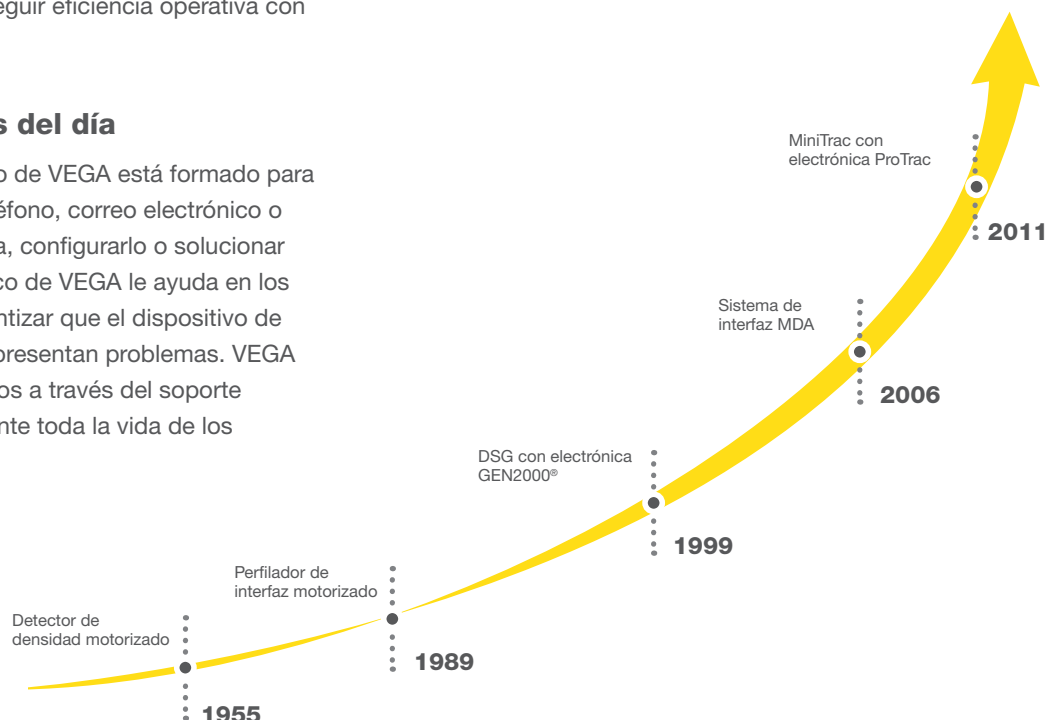 eguir eficiencia operativa con
s del día
o de VEGA está formado para
éfono, correo electrónico o
a, configurarlo o solucionar
co de VEGA le ayuda en los
ntizar que el dispositivo de
presentan problemas. VEGA
os a través del soporte
nte toda la vida de los
MiniTrac con
electrónica ProTrac
2011
Sistema de
interfaz MDA
2006
DSG con electrónica
GEN2000®
1999
Perfilador de
interfaz motorizado
1989
Detector de
densidad motorizado
1955